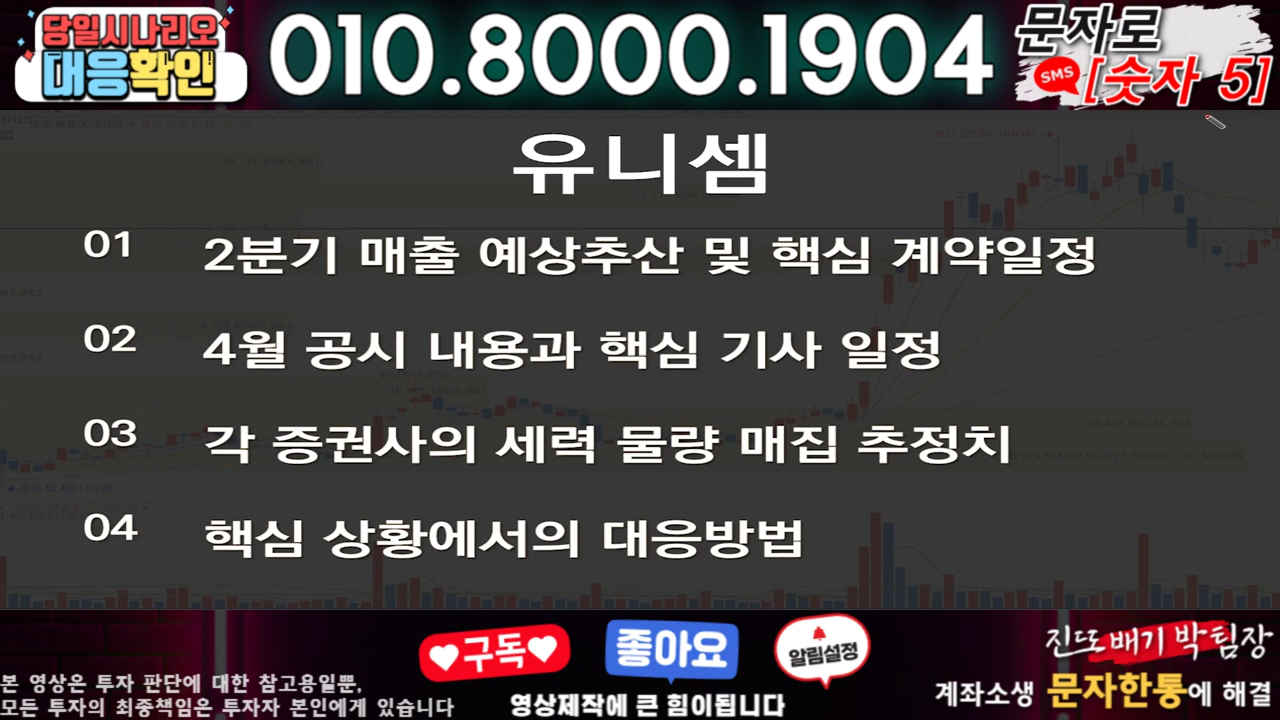 당일시나리오
대응확인
010.8000.1904
문자로
SMS [숫자 5]
유니셈
01 2분기 매출 예상추산 및 핵심 계약일정
02 4월 공시 내용과 핵심 기사 일정
03 각 증권사의 세력 물량 매집 추정치
04 핵심 상황에서의 대응방법
구독
좋아요
알림설정
영상제작에 큰 힘이됩니다
본 영상은 투자 판단에 대한 참고용일뿐,
모든 투자의 최종책임은 투자자 본인에게 있습니다
진또배기 박팀장
계좌소생 문자한통에 해결